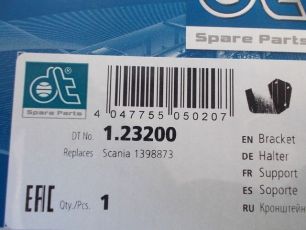 dt
Spare Parts
dt
Spare Parts
4 047755 050207
DT No. 1.23200
Replaces Scania 1398873
EAC Qty./Pcs. 1
EN Bracket
DE Halter
FR Support
ES Soporte
RU Кронштейн